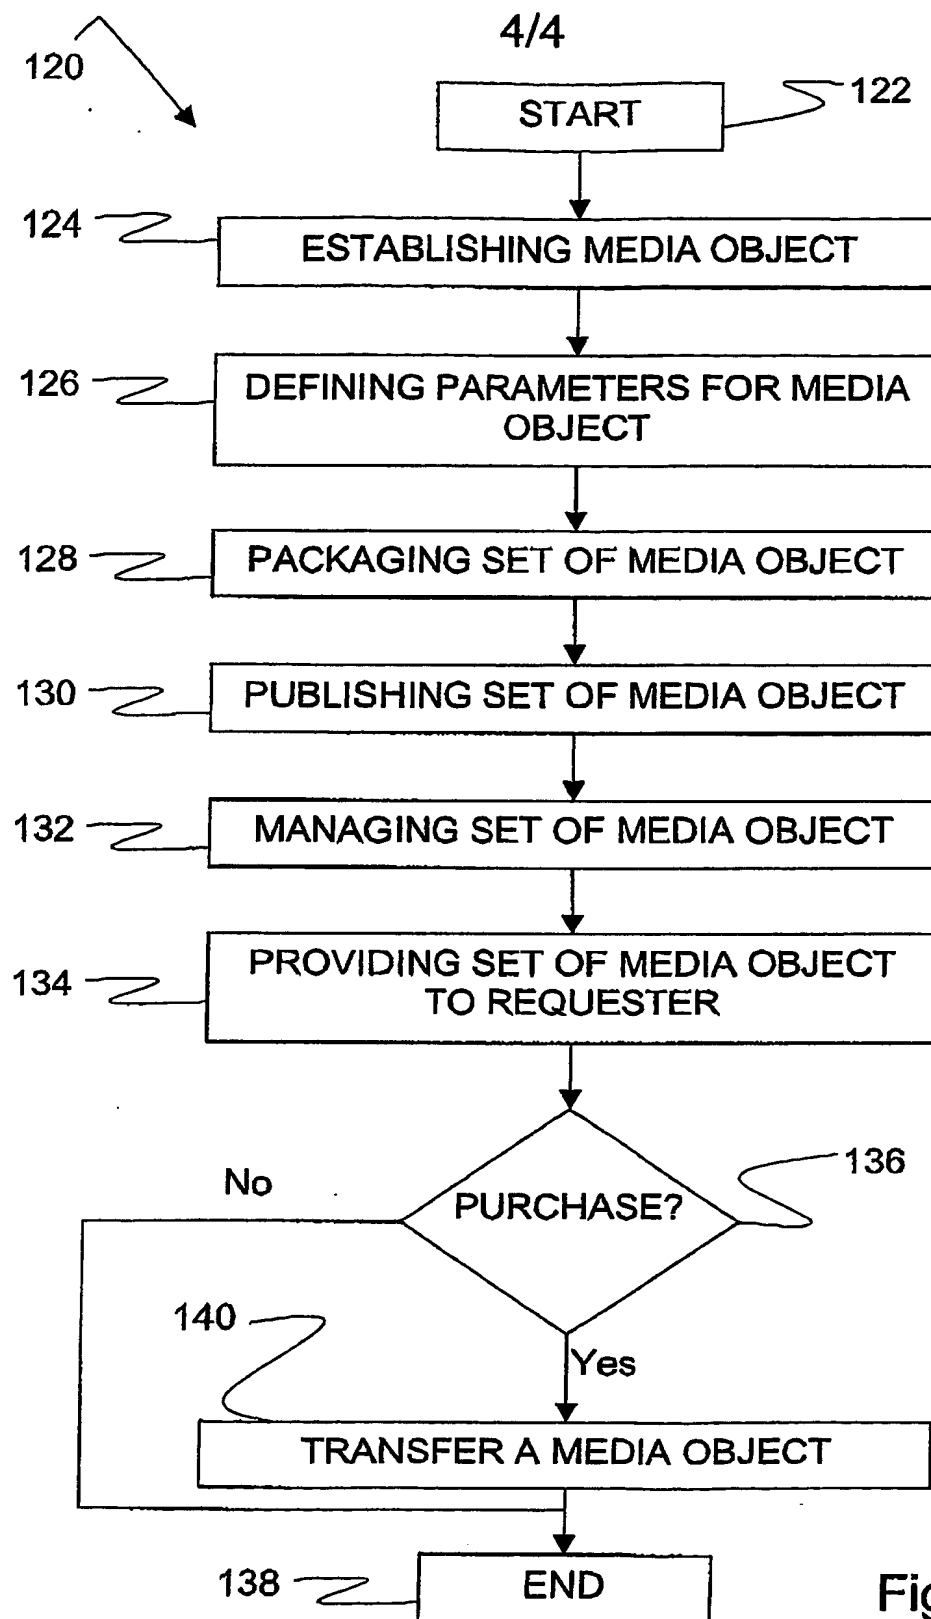 4/4
120
START
122
124
ESTABLISHING MEDIA OBJECT
126
DEFINING PARAMETERS FOR MEDIA
OBJECT
128
PACKAGING SET OF MEDIA OBJECT
130
PUBLISHING SET OF MEDIA OBJECT
132
MANAGING SET OF MEDIA OBJECT
134
PROVIDING SET OF MEDIA OBJECT
TO REQUESTER
No
PURCHASE?
136
140
Yes
TRANSFER A MEDIA OBJECT
138
END
Fig